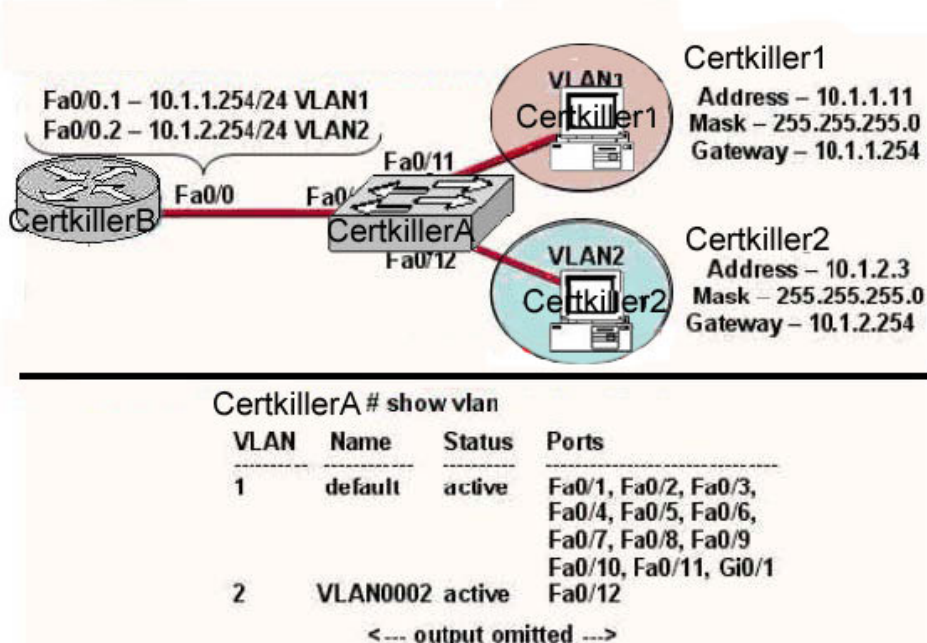 Certkiller1
Address – 10.1.1.11
Mask – 255.255.255.0
Gateway – 10.1.1.254
VLAN1
Certkiller1
Fa0/0.1 – 10.1.1.254/24 VLAN1
Fa0/0.2 – 10.1.2.254/24 VLAN2
Fa0/11
Fa0/0
Fa0/
CertkillerB
CertkillerA
Fa0/12
VLAN2
Certkiller2
Certkiller2
Address – 10.1.2.3
Mask – 255.255.255.0
Gateway – 10.1.2.254
CertkillerA # show vlan
VLAN Name Status Ports
---------- ------------ --------- ------------------------------
1 default active Fa0/1, Fa0/2, Fa0/3,
Fa0/4, Fa0/5, Fa0/6,
Fa0/7, Fa0/8, Fa0/9
Fa0/10, Fa0/11, Gi0/1
2 VLAN0002 active Fa0/12
<--- output omitted --->